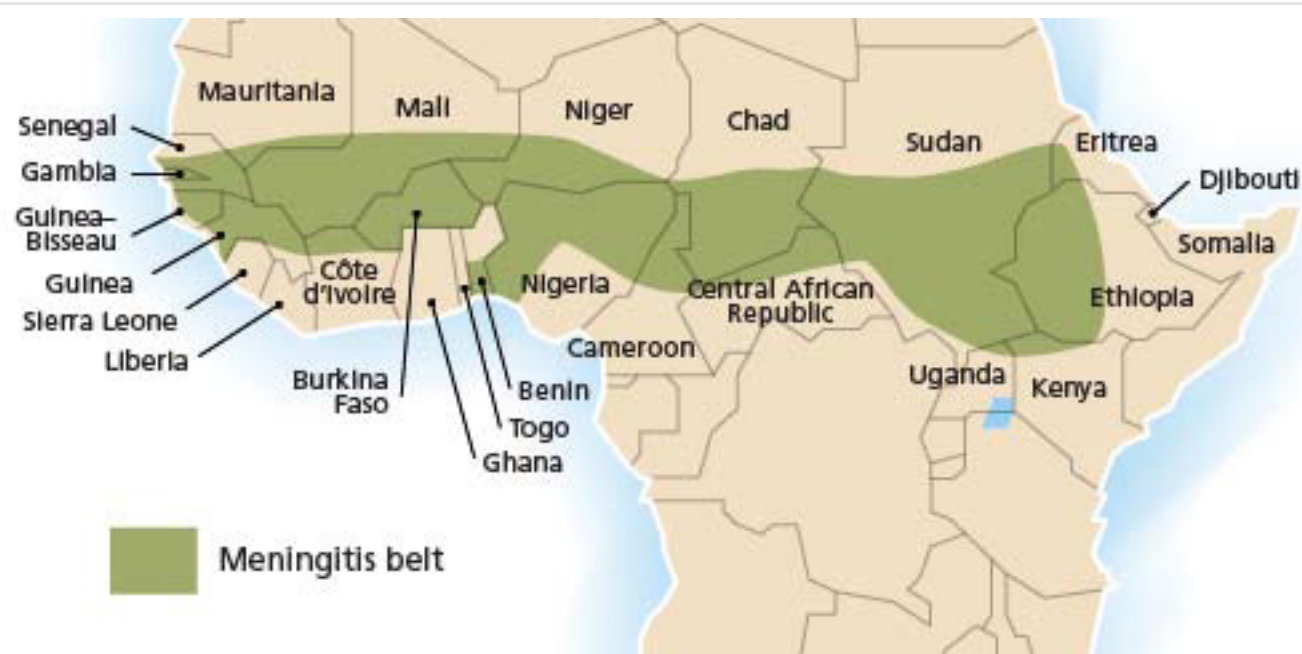 Mauritania
Mali
Niger
Chad
Sudan
Eritrea
Senegal
Gambia
Djibouti
Guinea–
Bisseau
Somalia
Guinea
Côte
d'Ivoire
Nigeria
Central African
Republic
Ethiopia
Sierra Leone
Liberia
Cameroon
Uganda
Kenya
Burkina
Faso
Benin
Togo
Ghana
Meningitis belt